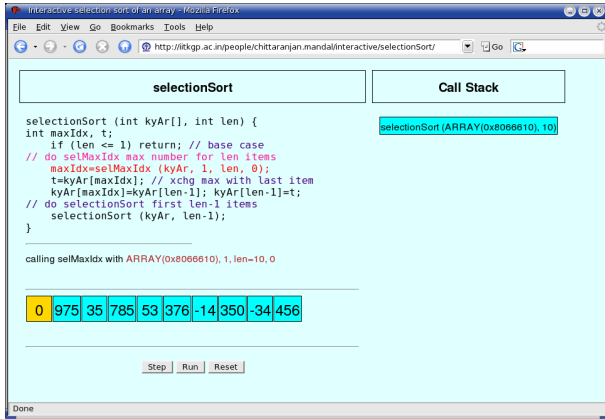 Interactive selection sort of an array - Mozilla Firefox
File Edit View Go Bookmarks Tools Help
http://iitkgp.ac.in/people/chittaranjan.mandal/interactive/selectionSort/ Go
selectionSort
Call Stack
selectionSort (int kyAr[], int len) {
int maxIdx, t;
if (len <= 1) return; // base case
// do selMaxIdx max number for len items
maxIdx=selMaxIdx (kyAr, 1, len, 0);
t=kyAr[maxIdx]; // xchg max with last item
kyAr[maxIdx]=kyAr[len-1]; kyAr[len-1]=t;
// do selectionSort first len-1 items
selectionSort (kyAr, len-1);
}
selectionSort (ARRAY(0x8066610), 10)
calling selMaxIdx with ARRAY(0x8066610), 1, len=10, 0
0 975 35 785 53 376 -14 350 -34 456
Step Run Reset
Done